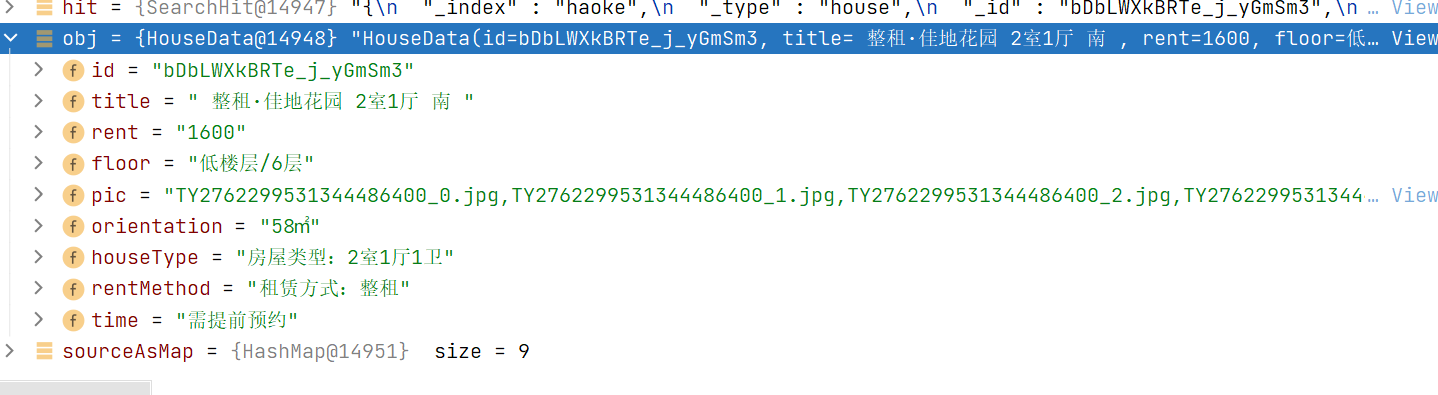 hit = {SearchHit@14947} "{\n  "_index" : "haoke",\n  "_type" : "house",\n  "_id" : "bDbLWXkBRTe_j_yGmSm3",\n … View
obj = {HouseData@14948} "HouseData(id=bDbLWXkBRTe_j_yGmSm3, title= 整租·佳地花园 2室1厅 南 , rent=1600, floor=低… View
f id = "bDbLWXkBRTe_j_yGmSm3"
f title = " 整租·佳地花园 2室1厅 南 "
f rent = "1600"
f floor = "低楼层/6层"
f pic = "TY2762299531344486400_0.jpg,TY2762299531344486400_1.jpg,TY2762299531344486400_2.jpg,TY2762299531344… View
f orientation = "58㎡"
f houseType = "房屋类型：2室1厅1卫"
f rentMethod = "租赁方式：整租"
f time = "需提前预约"
sourceAsMap = {HashMap@14951}  size = 9